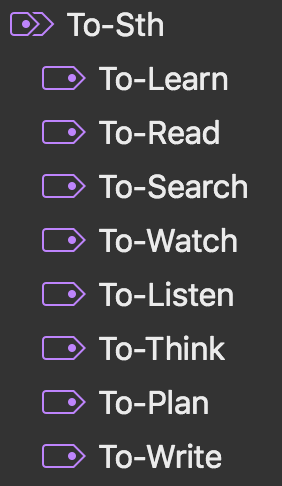 To-Sth
To-Learn
To-Read
To-Search
To-Watch
To-Listen
To-Think
To-Plan
To-Write